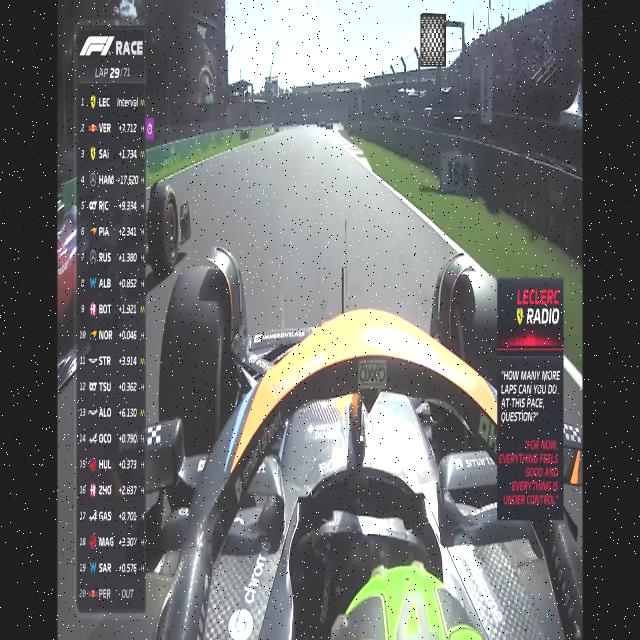 F1 RACE
LAP 29/71
1 LEC Interval M
2 VER +7.712 H
3 SAI +1.734 M
4 HAM +17.520 H
5 RIC +9.334 H
6 PIA +2.341 H
7 RUS +1.380 H
8 ALB +0.852 H
9 BOT +1.321 M
10 NOR +0.046 H
11 STR +3.914 M
12 TSU +0.362 H
13 ALO +6.130 M
14 OCO +0.790 H
15 HUL +0.373 H
16 ZHO +2.637 H
17 GAS +0.701 H
18 MAG +2.307 H
19 SAR +0.576 H
20 PER OUT
LECLERC
RADIO
"HOW MANY MORE
LAPS CAN YOU DO
AT THIS PACE,
QUESTION?"
"FOR NOW,
EVERYTHING FEELS
GOOD AND
EVERYTHING IS
UNDER CONTROL"
OKX
smart
chrom